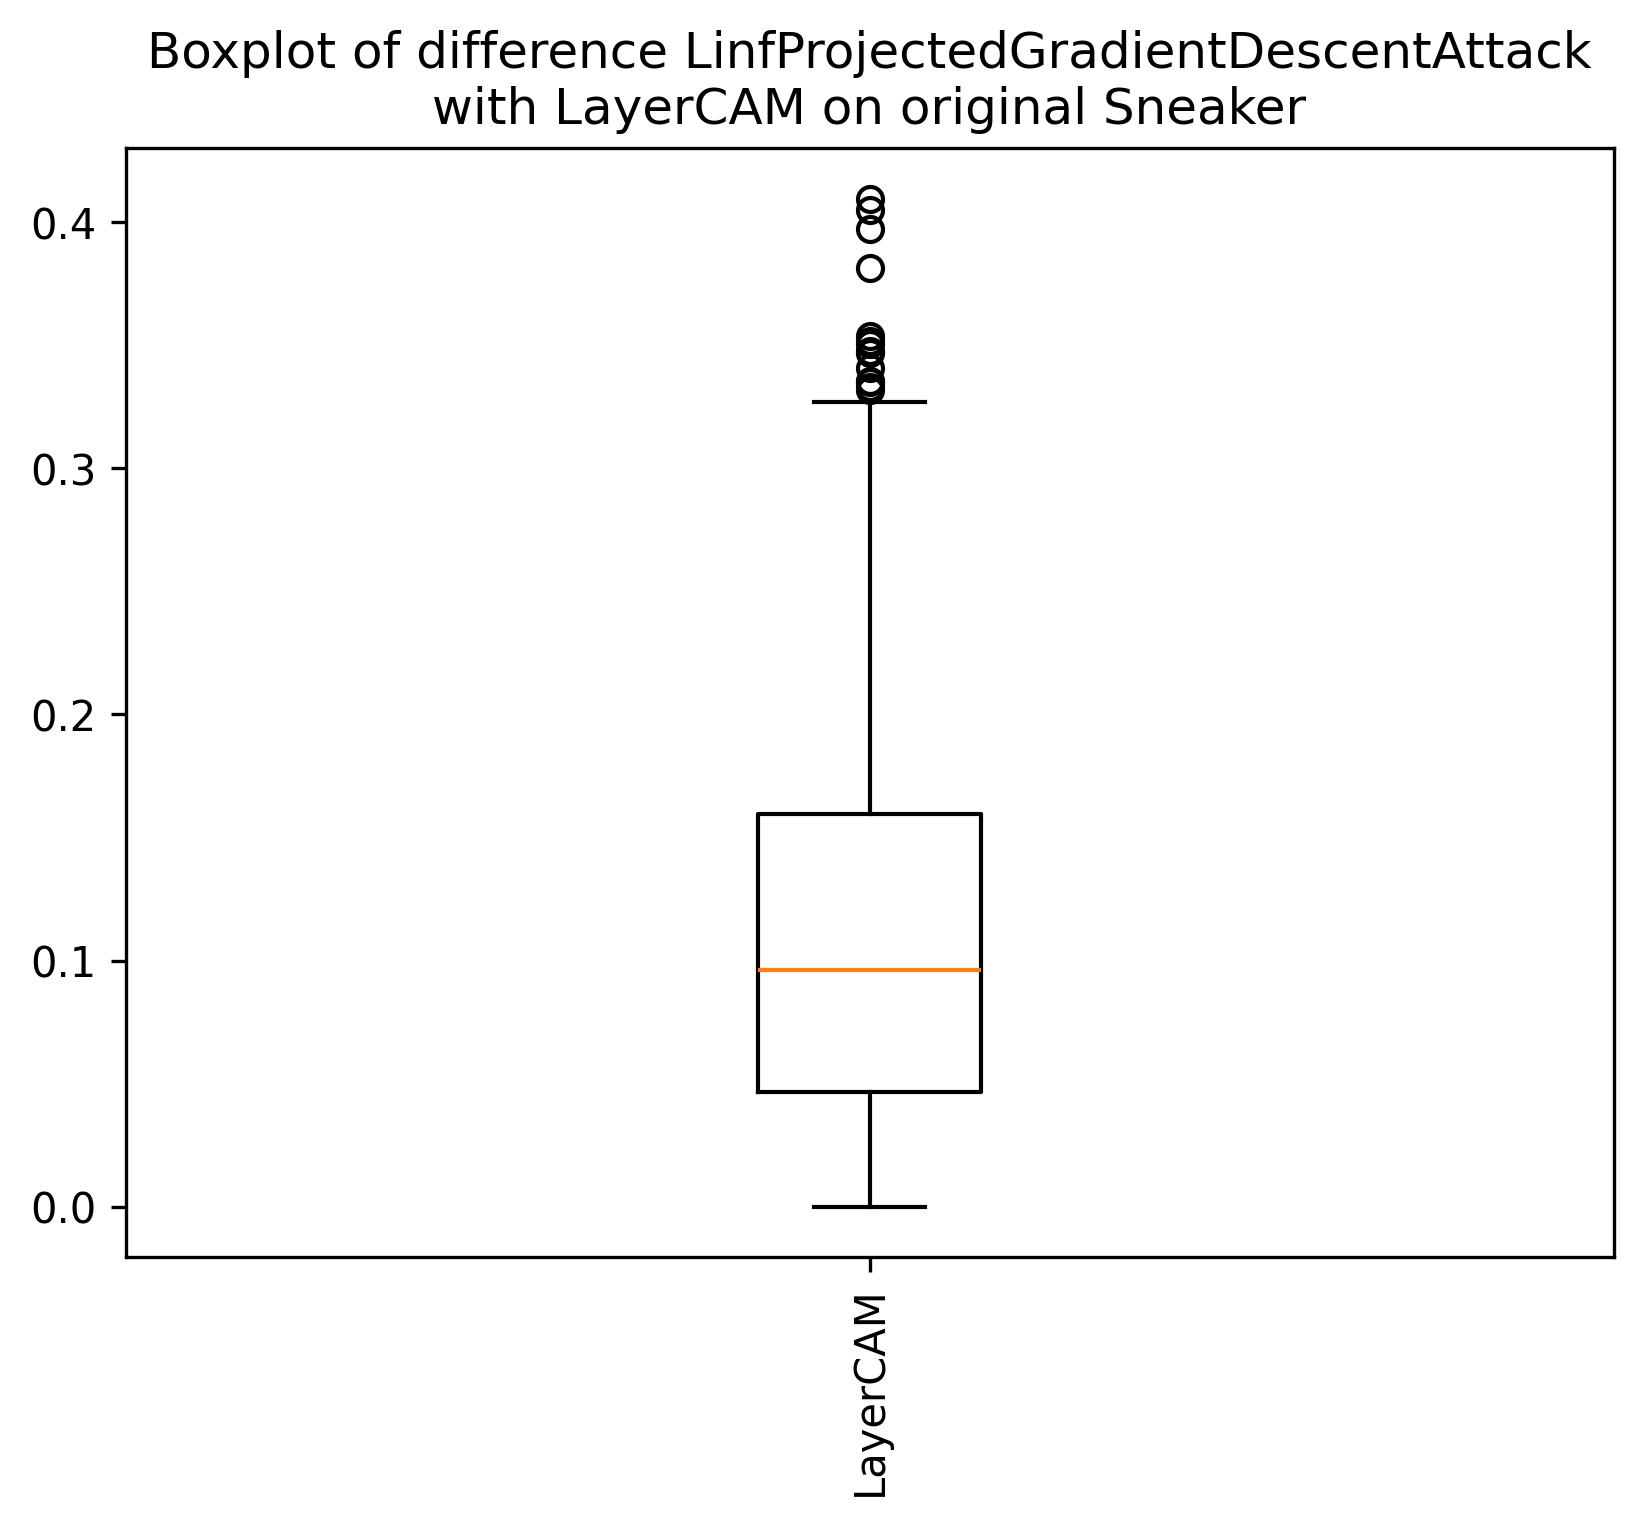 Boxplot of difference LinfProjectedGradientDescentAttack
with LayerCAM on original Sneaker
0.4
0.3
0.2
0.1
0.0
LayerCAM